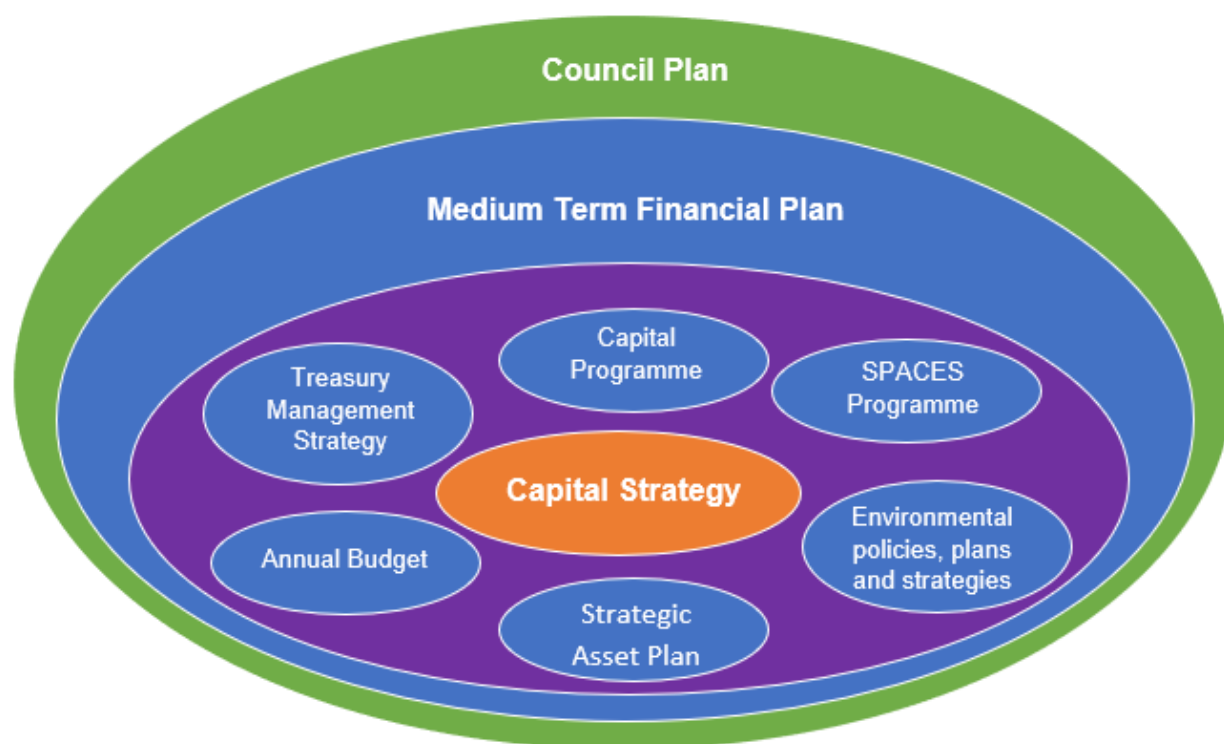 Council Plan
Medium Term Financial Plan
Capital
Programme
SPACES
Programme
Treasury
Management
Strategy
Capital Strategy
Environmental
policies, plans
and strategies
Annual Budget
Strategic
Asset Plan